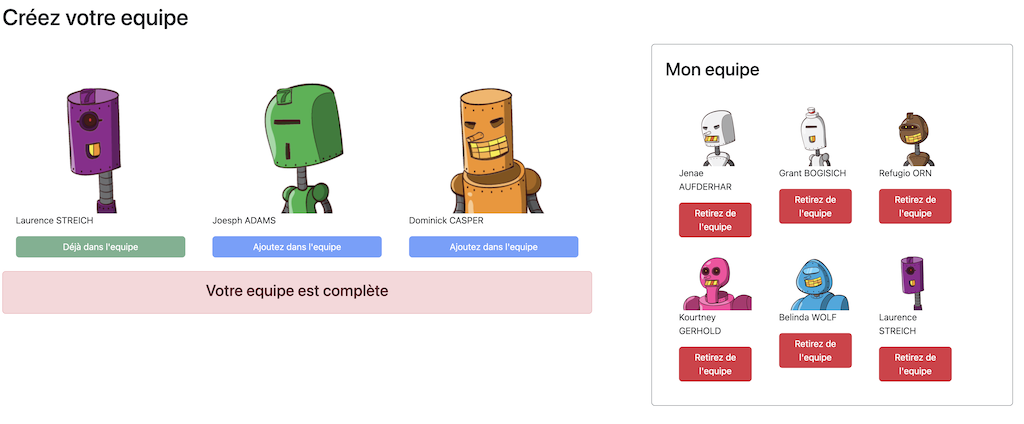 Créez votre equipe
Laurence STREICH
Joesph ADAMS
Dominick CASPER
Déjà dans l'equipe
Ajoutez dans l'equipe
Ajoutez dans l'equipe
Votre equipe est complète
Mon equipe
Jenae
AUFDERHAR
Retirez de
l'equipe
Grant BOGISICH
Retirez de
l'equipe
Refugio ORN
Retirez de
l'equipe
Kourtney
GERHOLD
Retirez de
l'equipe
Belinda WOLF
Retirez de
l'equipe
Laurence
STREICH
Retirez de
l'equipe